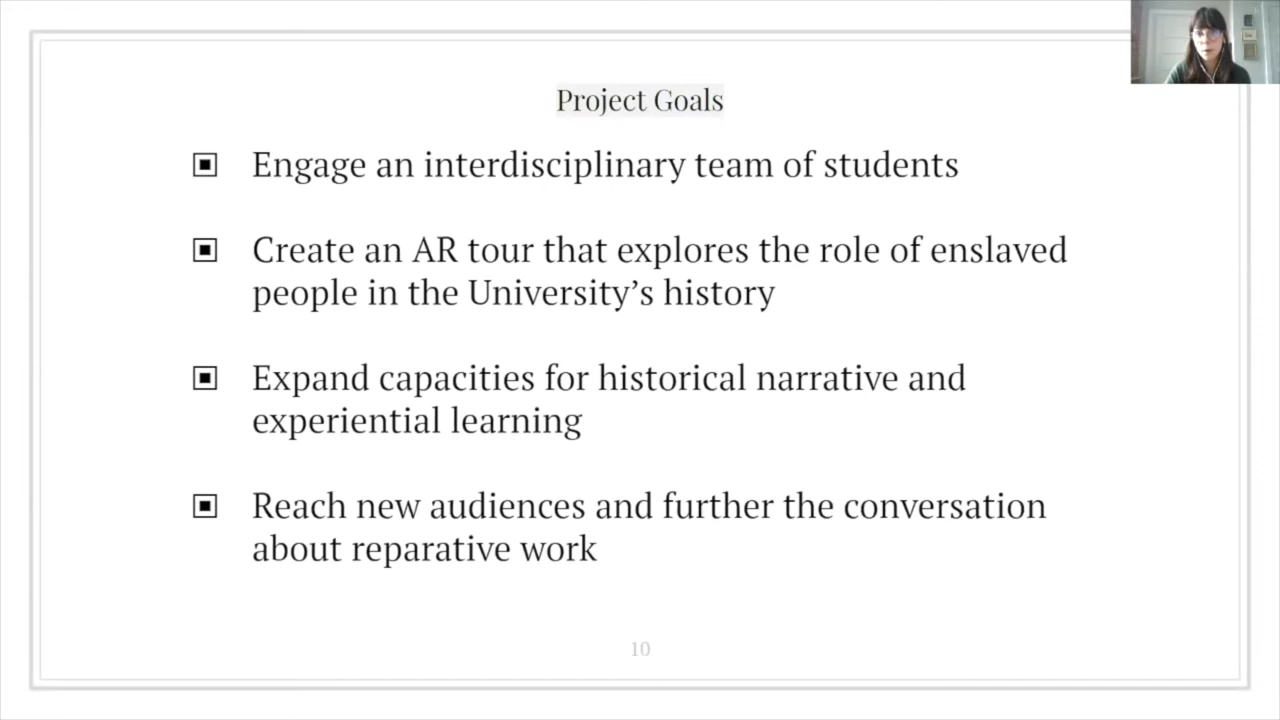 Project Goals
Engage an interdisciplinary team of students
Create an AR tour that explores the role of enslaved
people in the University’s history
Expand capacities for historical narrative and
experiential learning
Reach new audiences and further the conversation
about reparative work
10